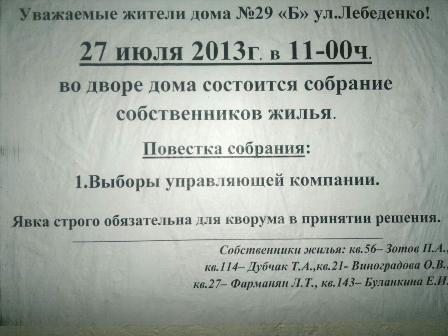 Уважаемые жители дома №29 «Б» ул.Лебеденко!
27 июля 2013г. в 11-00ч.
во дворе дома состоится собрание
собственников жилья.
Повестка собрания:
1.Выборы управляющей компании.
Явка строго обязательна для кворума в принятии решения.
Собственники жилья: кв.56– Зотов П.А.,
кв.114– Дубчак Т.А.,кв.21- Виноградова О.В.,
кв.27– Фарманян Л.Т., кв.143– Буланкина Е.И.